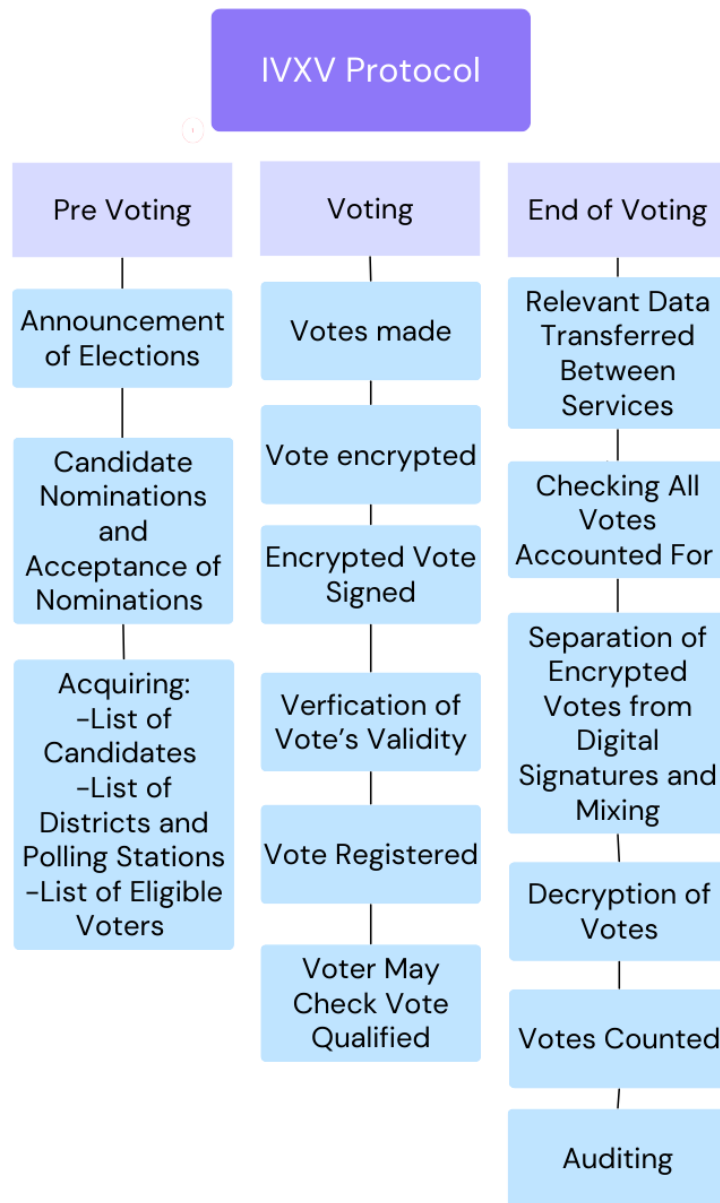 IVXV Protocol
Pre Voting
Announcement
of Elections
Candidate
Nominations
and
Acceptance of
Nominations
Acquiring:
-List of
Candidates
-List of
Districts and
Polling Stations
-List of Eligible
Voters
Voting
Votes made
Vote encrypted
Encrypted Vote
Signed
Verfication of
Vote's Validity
Vote Registered
Voter May
Check Vote
Qualified
End of Voting
Relevant Data
Transferred
Between
Services
Checking All
Votes
Accounted For
Separation of
Encrypted
Votes from
Digital
Signatures and
Mixing
Decryption of
Votes
Votes Counted
Auditing